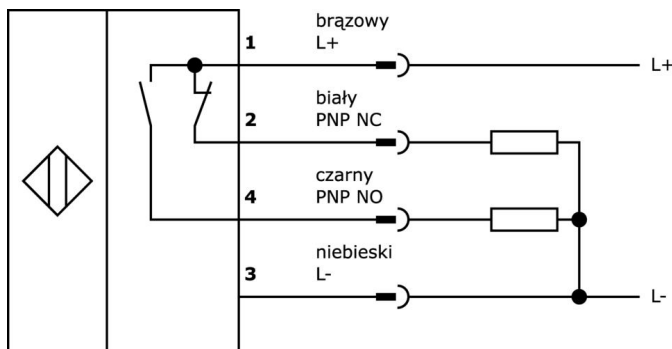 brązowy
1 L+
L+
biały
2 PNP NC
czarny
4 PNP NO
niebieski
3 L-
L-